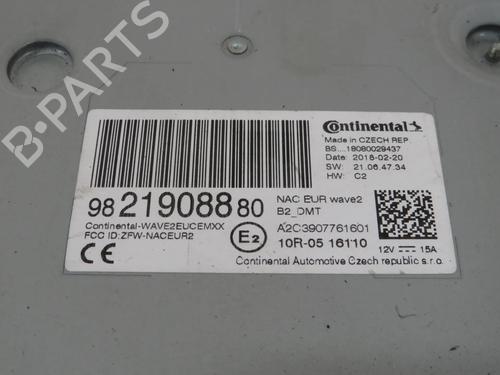 B-PARTS
Continental
Made in CZECH REP
BS....18080029437
Date: 2018-02-20
SW: 21.06.47.34
HW: C2
98 219088 80
NAC EUR wave2
B2_DMT
Continental-WAVE2EUCEMXX
FCC ID:ZFW-NACEUR2
A2C3907761601
CE
E2
10R-05 16110
12V 15A
Continental Automotive Czech republic s.r.o.